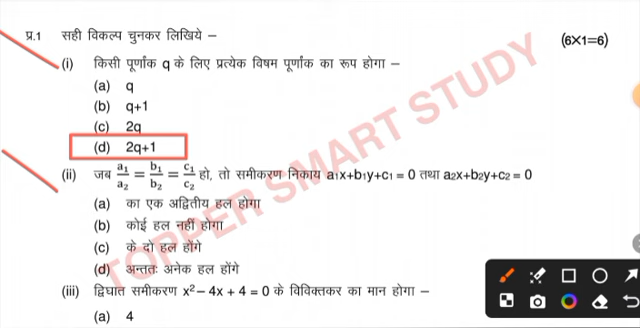 प्र.1 सही विकल्प चुनकर लिखिये – (6×1=6)
(i) किसी पूर्णांक q के लिए प्रत्येक विषम पूर्णांक का रूप होगा –
(a) q
(b) q+1
(c) 2q
(d) 2q+1
(ii) जब a₁/a₂ = b₁/b₂ = c₁/c₂ हो, तो समीकरण निकाय a₁x+b₁y+c₁ = 0 तथा a₂x+b₂y+c₂ = 0
(a) का एक अद्वितीय हल होगा
(b) कोई हल नहीं होगा
(c) के दो हल होंगे
(d) अन्ततः अनेक हल होंगे
(iii) द्विघात समीकरण x² – 4x + 4 = 0 के विविक्तकर का मान होगा –
(a) 4
TOPPER SMART STUDY